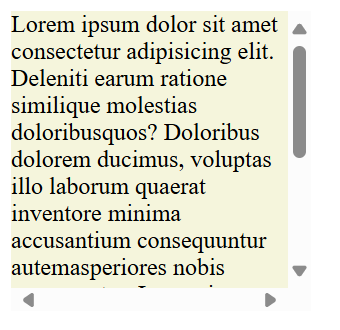 Lorem ipsum dolor sit amet
consectetur adipisicing elit.
Deleniti earum ratione
similique molestias
doloribusquos? Doloribus
dolorem ducimus, voluptas
illo laborum quaerat
inventore minima
accusantium consequuntur
autemasperiores nobis